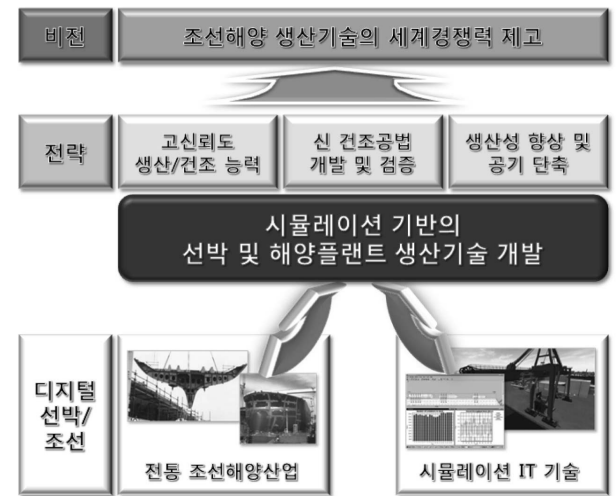 비전
조선해양 생산기술의 세계경쟁력 제고
전략
고신뢰도
생산/건조 능력
신 건조공법
개발 및 검증
생산성 향상 및
공기 단축
시뮬레이션 기반의
선박 및 해양플랜트 생산기술 개발
디지털
선박/
조선
전통 조선해양산업
시뮬레이션 IT 기술